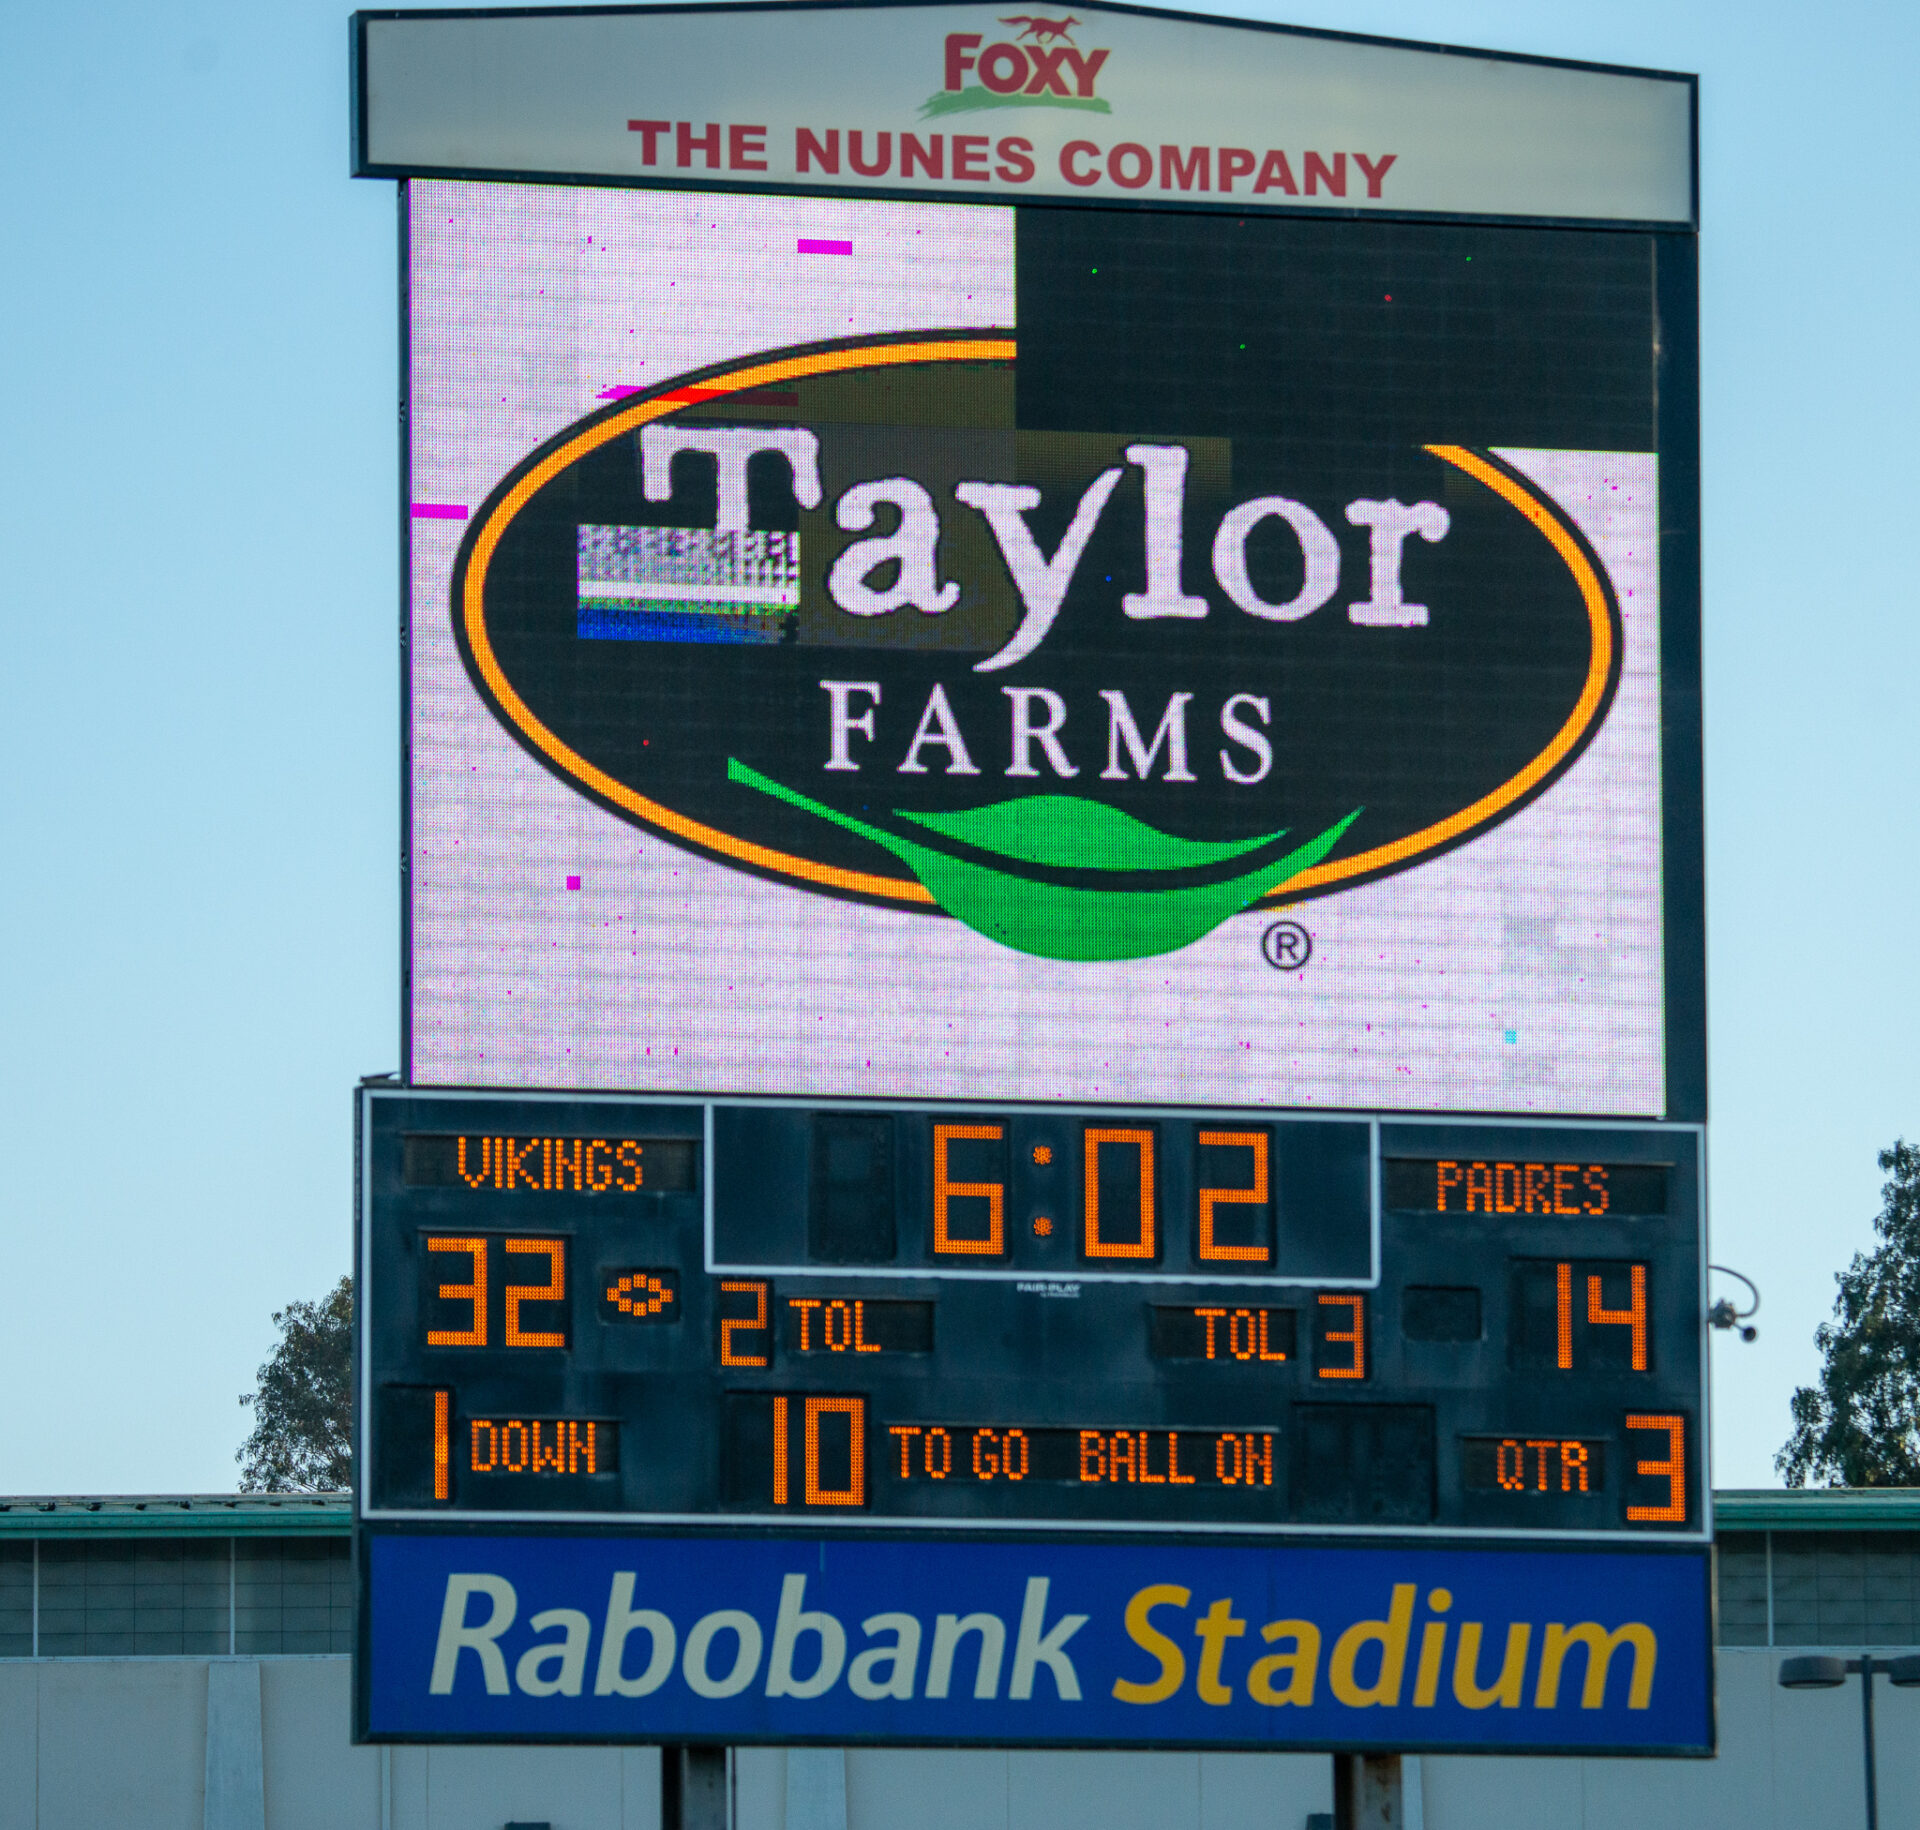 FOXY
THE NUNES COMPANY
Taylor
FARMS
®
VIKINGS 6:02 PADRES
32 2 TOL TOL 3 14
1 DOWN 10 TO GO BALL ON QTR 3
Rabobank Stadium